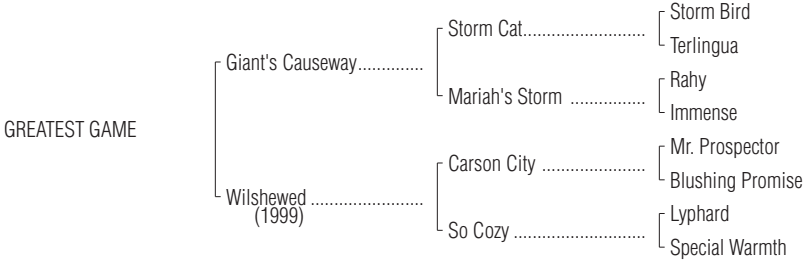 Storm Bird
Storm Cat..........................
Terlingua
Giant's Causeway..............
Rahy
Mariah's Storm ................
Immense
GREATEST GAME
Mr. Prospector
Carson City ......................
Blushing Promise
Wilshewed ........................
(1999)
Lyphard
So Cozy ............................
Special Warmth